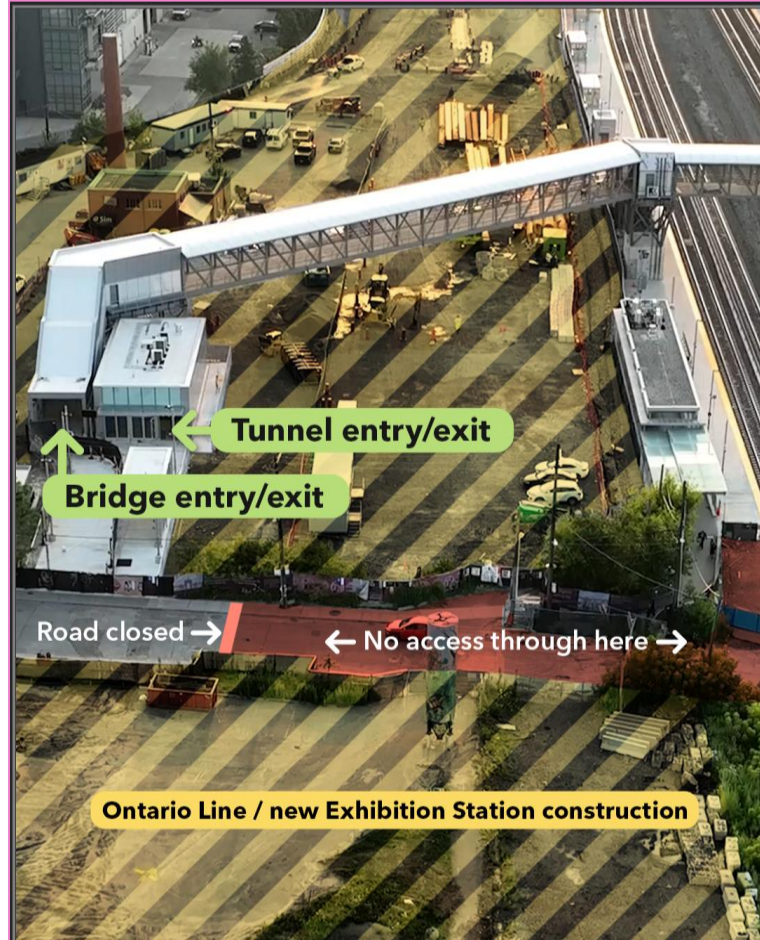 Tunnel entry/exit
Bridge entry/exit
Road closed
No access through here
Ontario Line / new Exhibition Station construction